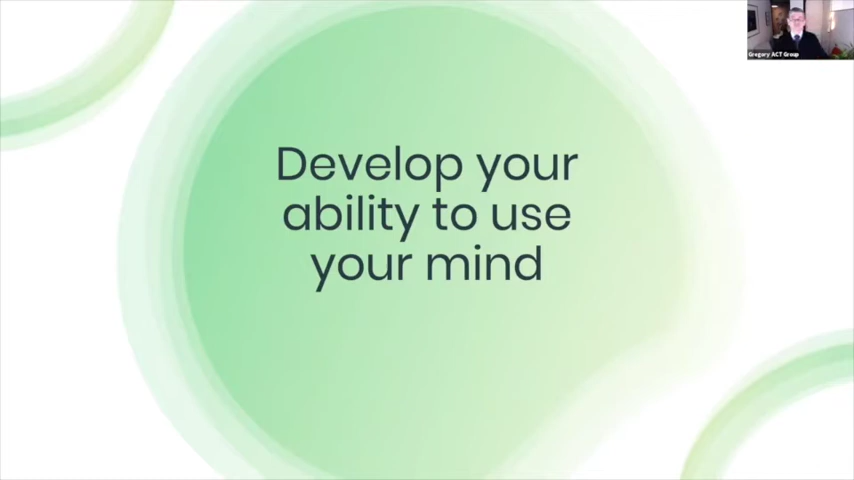 Develop your
ability to use
your mind
Gregory ACT Group